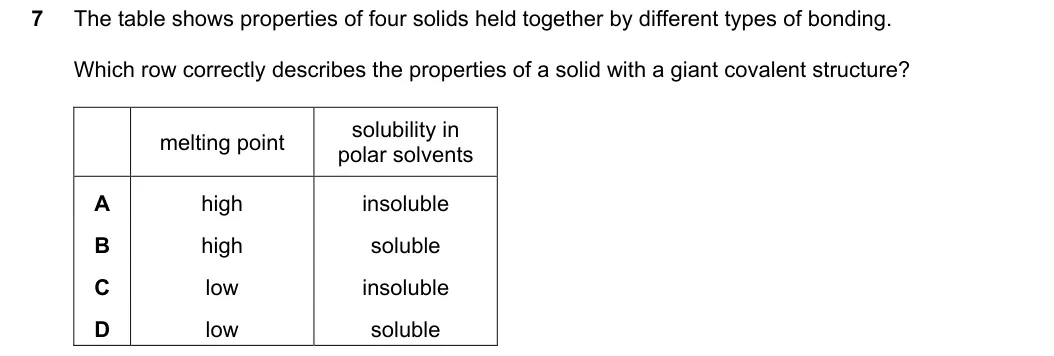 7 The table shows properties of four solids held together by different types of bonding.
Which row correctly describes the properties of a solid with a giant covalent structure?
melting point solubility in polar solvents
A high insoluble
B high soluble
C low insoluble
D low soluble